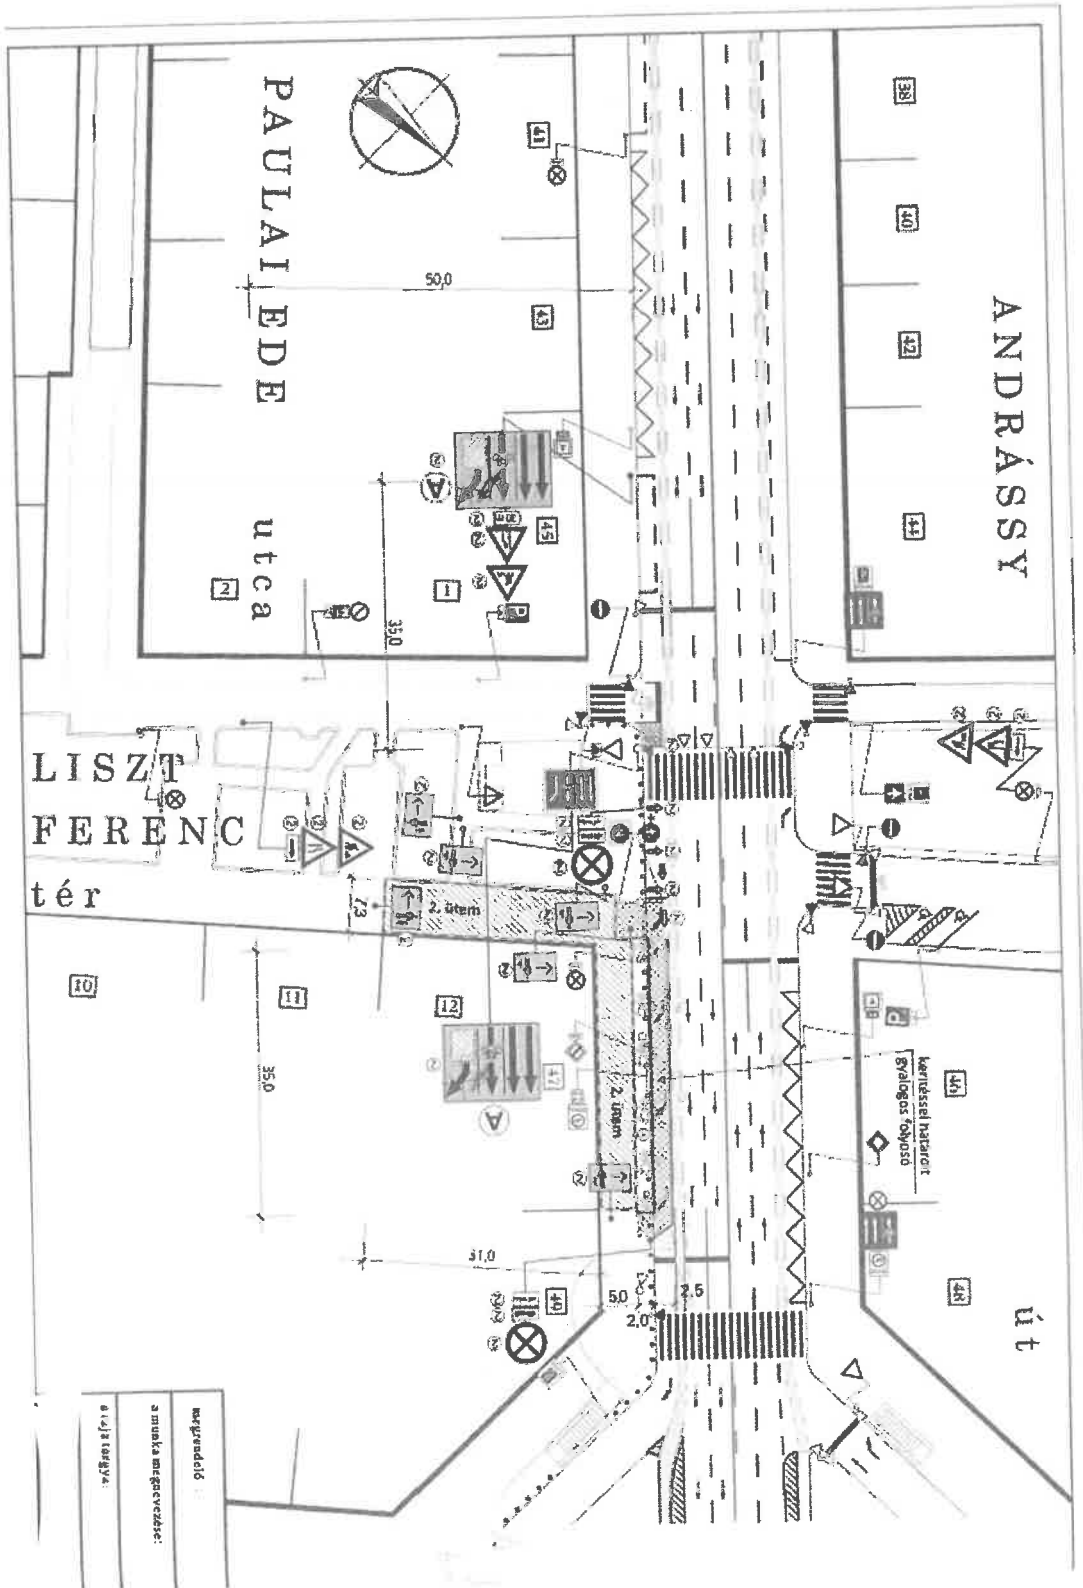 PAULAI EDE
utca
ANDRÁSSY
út
LISZT
FERENC
tér
38
40
42
44
46
48
41
43
45
47
49
1
2
10
11
12
50,0
35,0
35,0
31,0
7,3
5,0
2,5
2,0
2. ütem
2. ütem
kerítéssel határolt
gyalogos folyosó
A
A
P
megrendelő :
a munka megnevezése: